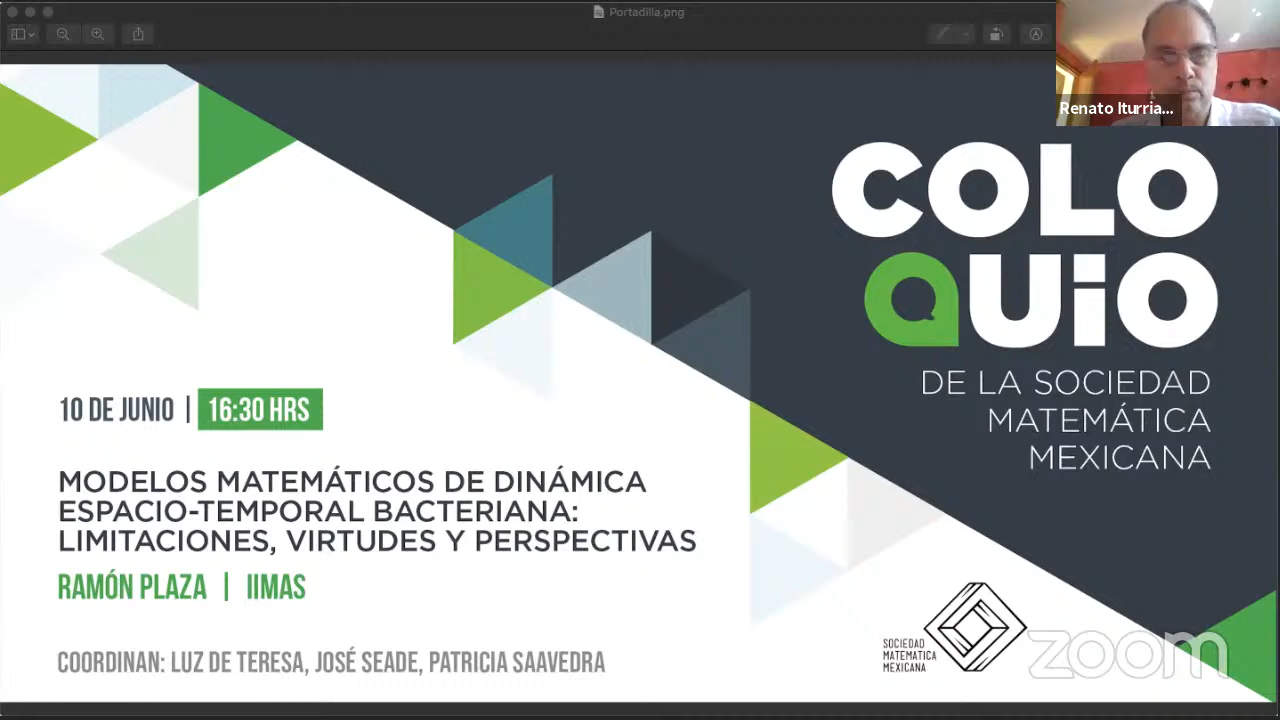 Portadilla.png
Renato Iturria...
COLO
QUiO
DE LA SOCIEDAD
MATEMÁTICA
MEXICANA
10 DE JUNIO | 16:30 HRS
MODELOS MATEMÁTICOS DE DINÁMICA
ESPACIO-TEMPORAL BACTERIANA:
LIMITACIONES, VIRTUDES Y PERSPECTIVAS
RAMÓN PLAZA | IIMAS
COORDINAN: LUZ DE TERESA, JOSÉ SEADE, PATRICIA SAAVEDRA
SOCIEDAD
MATEMATICA
MEXICANA
zoom